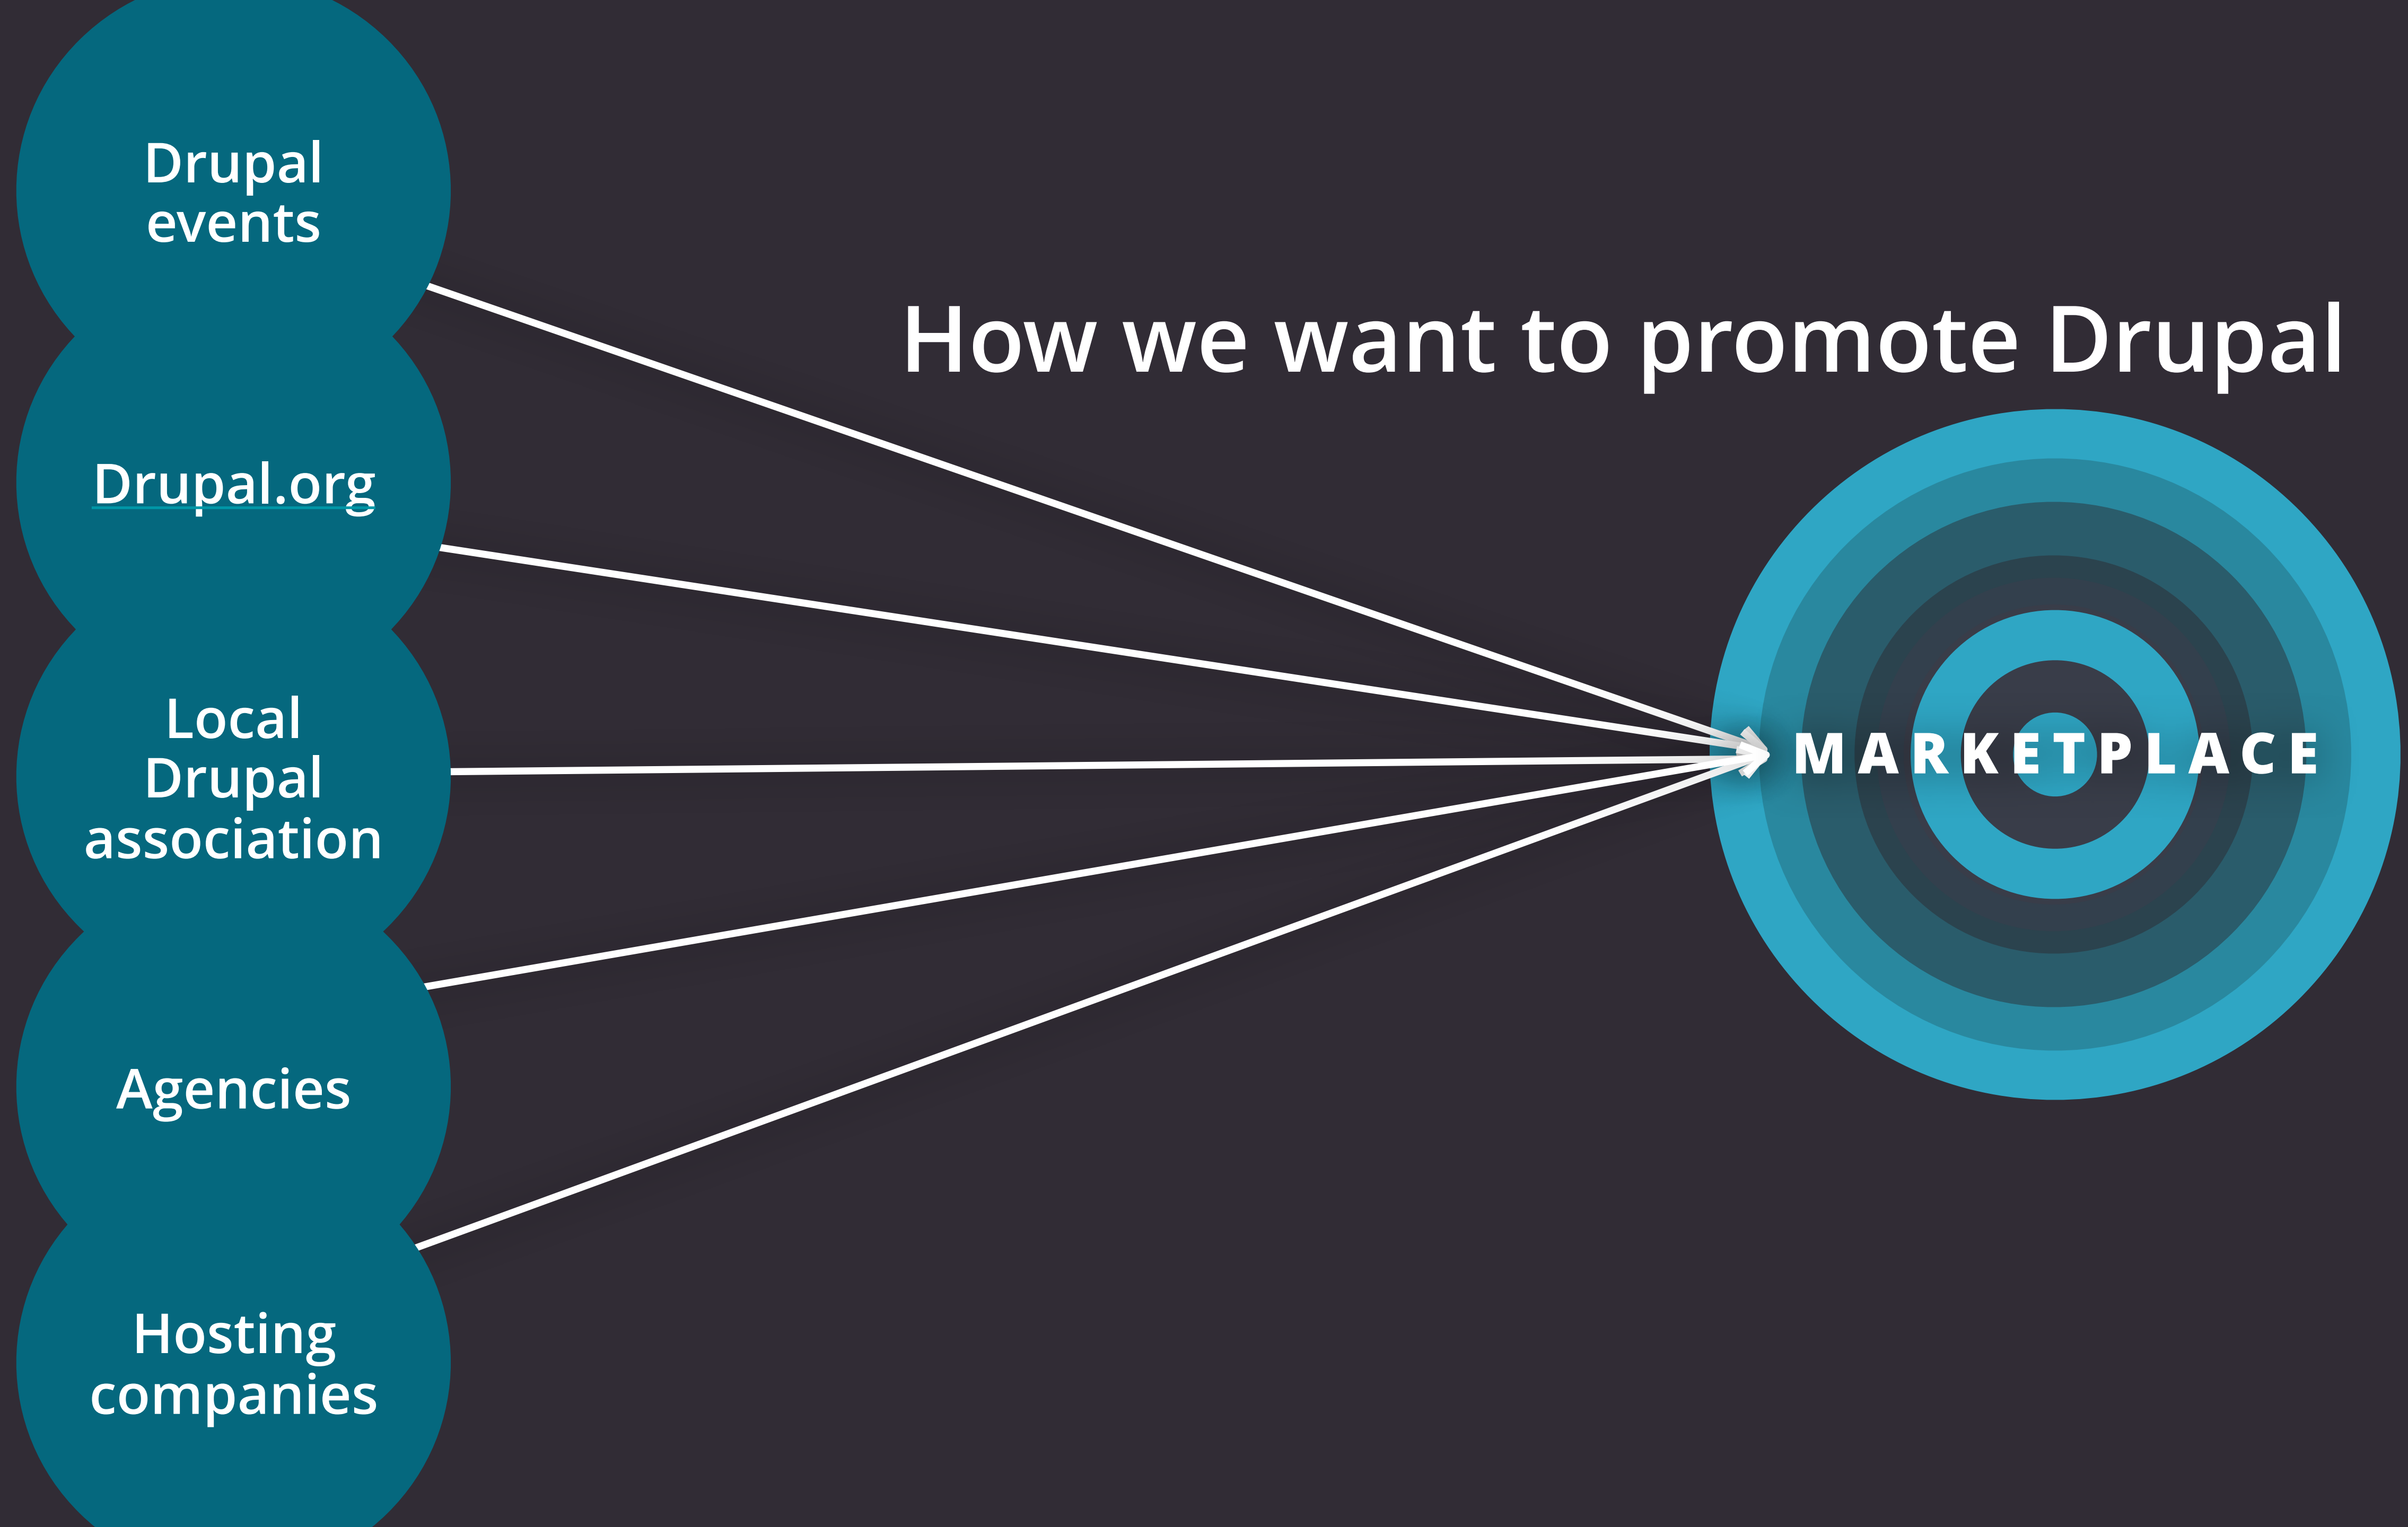 Drupal
events
How we want to promote Drupal
Drupal.org
Local
Drupal
association
MARKETPLACE
Agencies
Hosting
companies